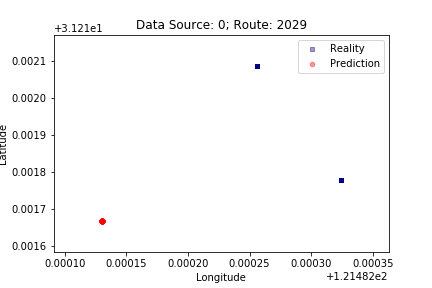 Data Source: 0; Route: 2029
+3.121e1
Reality
Prediction
0.0021
0.0020
0.0019
0.0018
0.0017
0.0016
Latitude
0.00010 0.00015 0.00020 0.00025 0.00030 0.00035
+1.21482e2
Longitude